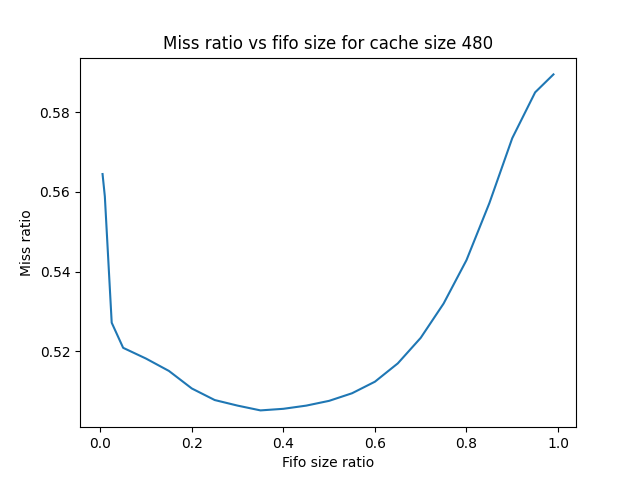 Miss ratio vs fifo size for cache size 480
Miss ratio
0.58
0.56
0.54
0.52
0.0 0.2 0.4 0.6 0.8 1.0
Fifo size ratio